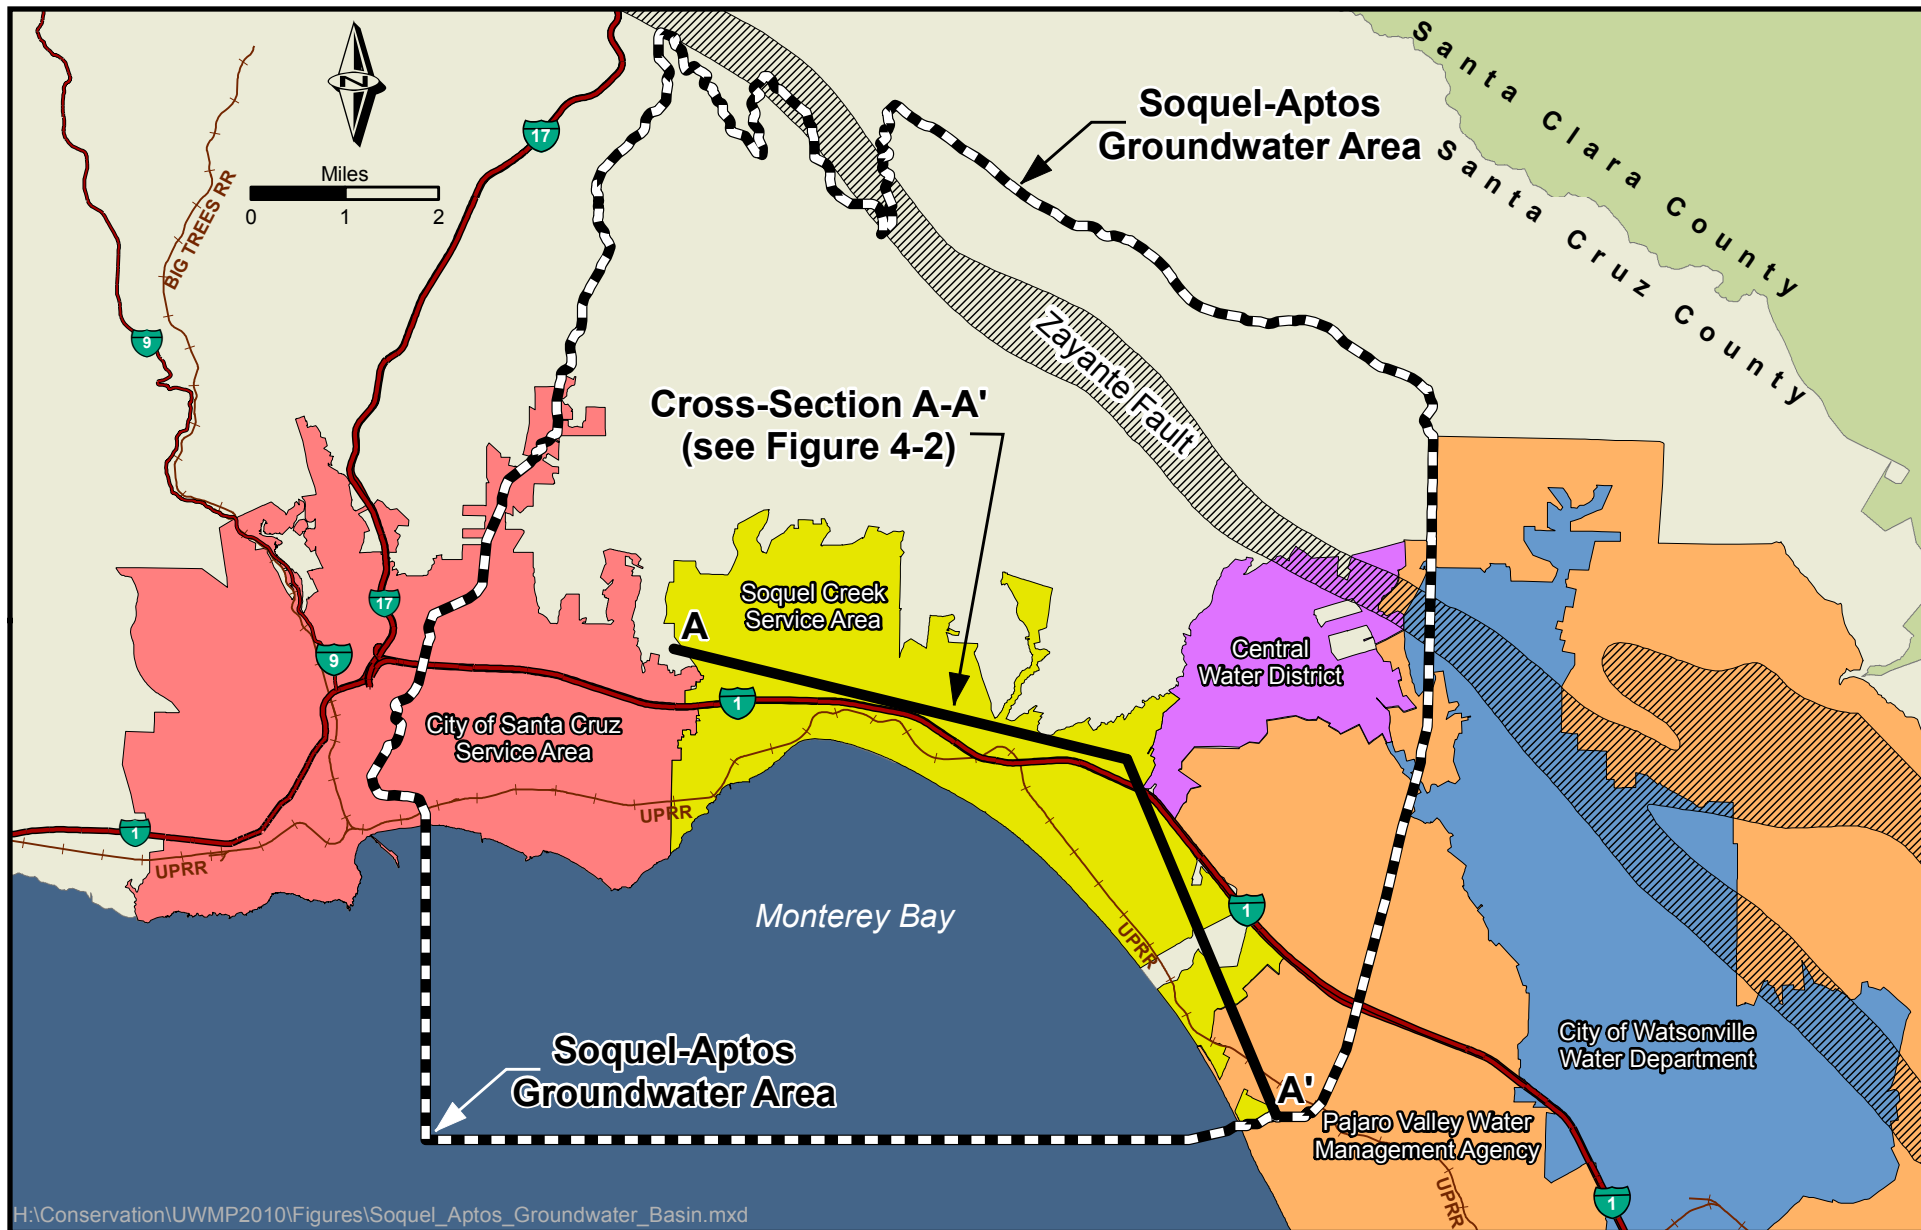 Santa Clara County
Santa Cruz County
Soquel-Aptos
Groundwater Area
N
Miles
0 1 2
17
BIG TREES RR
9
Zayante Fault
Cross-Section A-A'
(see Figure 4-2)
Soquel Creek
Service Area
A
17
9
1
Central
Water District
City of Santa Cruz
Service Area
UPRR
1
UPRR
Monterey Bay
1
UPRR
City of Watsonville
Water Department
Soquel-Aptos
Groundwater Area
A'
Pajaro Valley Water
Management Agency
UPRR
1
H:\Conservation\UWMP2010\Figures\Soquel_Aptos_Groundwater_Basin.mxd